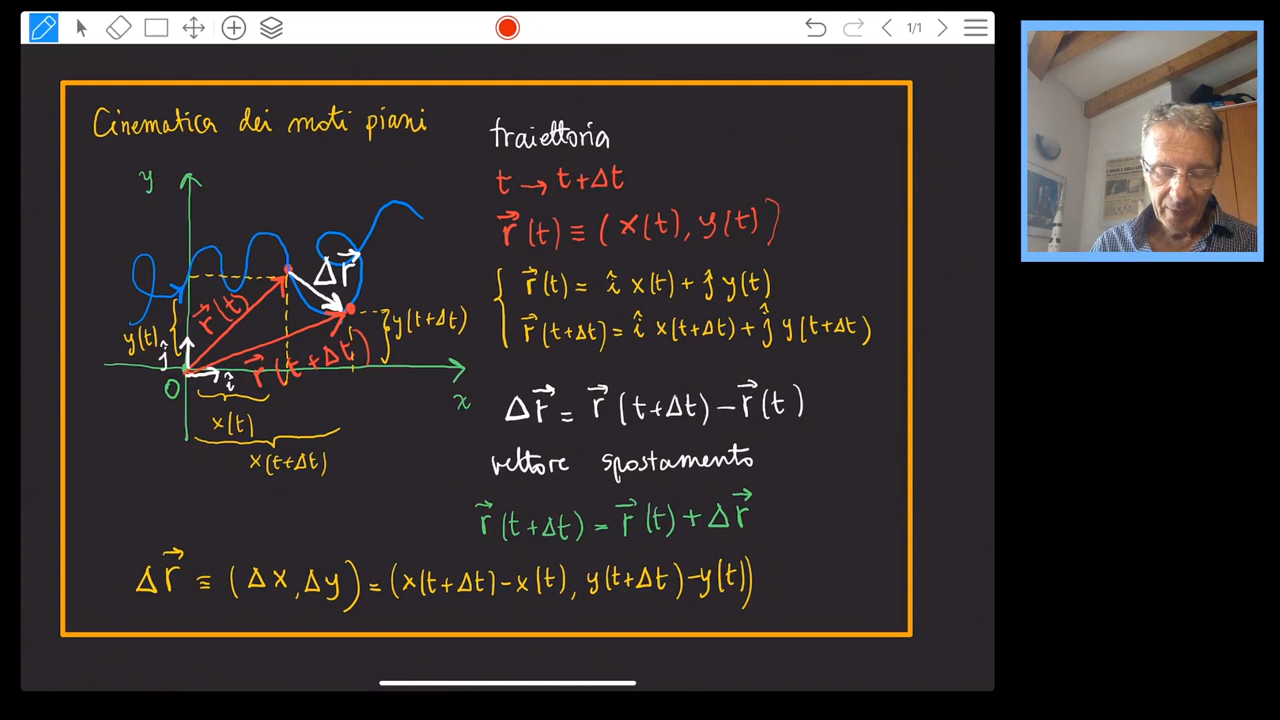 1/1
Cinematica dei moti piani
traiettoria
t → t+Δt
r⃗(t) ≡ (x(t), y(t))
r⃗(t) = î x(t) + ĵ y(t)
r⃗(t+Δt) = î x(t+Δt) + ĵ y(t+Δt)
Δr⃗ = r⃗(t+Δt) − r⃗(t)
vettore spostamento
r⃗(t+Δt) = r⃗(t) + Δr⃗
Δr⃗ ≡ (Δx, Δy) = (x(t+Δt) − x(t), y(t+Δt) − y(t))
y
Δr⃗
r⃗(t)
y(t)
y(t+Δt)
ĵ
r⃗(t+Δt)
O
î
x
x(t)
x(t+Δt)